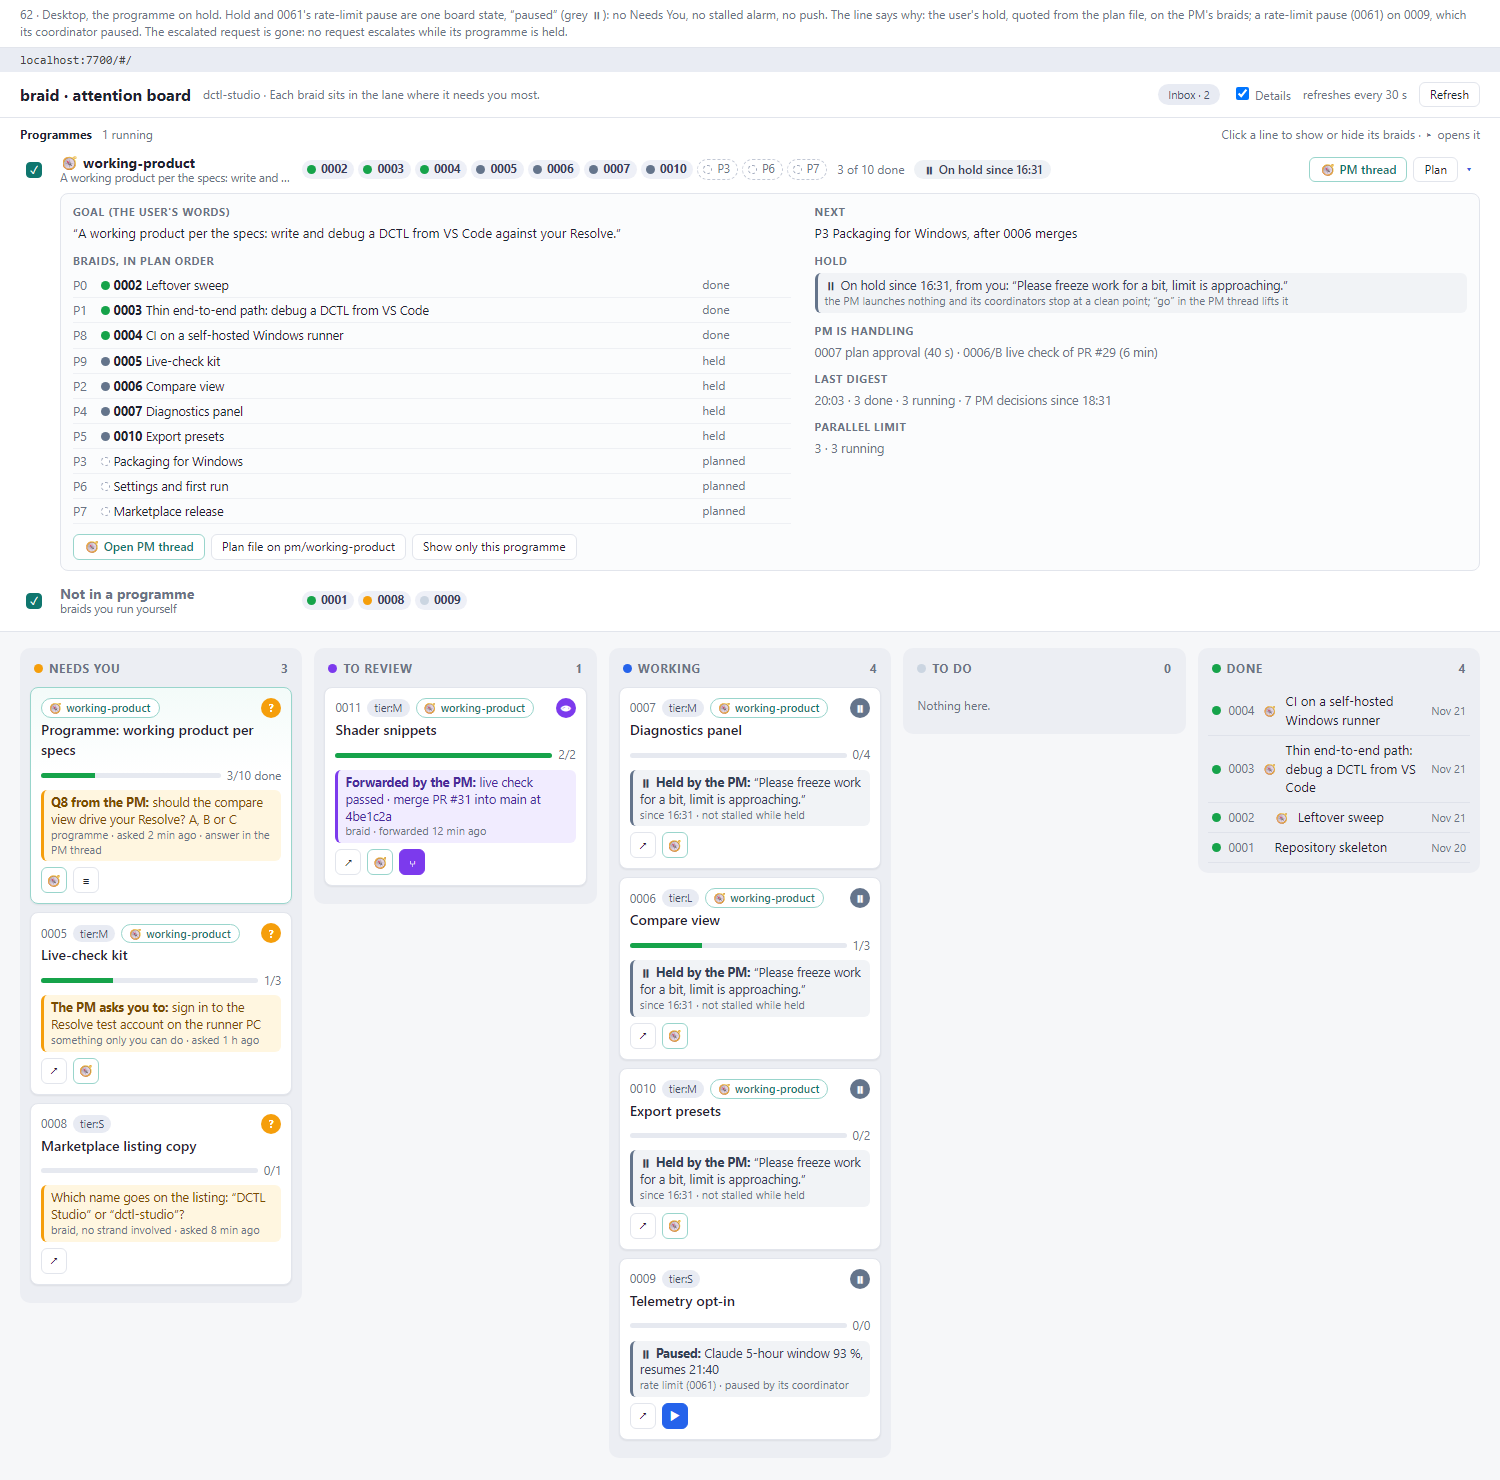 62 · Desktop, the programme on hold. Hold and 0061's rate-limit pause are one board state, “paused” (grey ⏸): no Needs You, no stalled alarm, no push. The line says why: the user's hold, quoted from the plan file, on the PM's braids; a rate-limit pause (0061) on 0009, which
its coordinator paused. The escalated request is gone: no request escalates while its programme is held.
localhost:7700/#/
braid · attention board
dctl-studio · Each braid sits in the lane where it needs you most.
Inbox · 2
Details
refreshes every 30 s
Refresh
Programmes 1 running
Click a line to show or hide its braids · ▸ opens it
working-product
A working product per the specs: write and ...
0002
0003
0004
0005
0006
0007
0010
P3
P6
P7
3 of 10 done
⏸ On hold since 16:31
PM thread
Plan
GOAL (THE USER'S WORDS)
“A working product per the specs: write and debug a DCTL from VS Code against your Resolve.”
BRAIDS, IN PLAN ORDER
P0 0002 Leftover sweep done
P1 0003 Thin end-to-end path: debug a DCTL from VS Code done
P8 0004 CI on a self-hosted Windows runner done
P9 0005 Live-check kit held
P2 0006 Compare view held
P4 0007 Diagnostics panel held
P5 0010 Export presets held
P3 Packaging for Windows planned
P6 Settings and first run planned
P7 Marketplace release planned
Open PM thread
Plan file on pm/working-product
Show only this programme
NEXT
P3 Packaging for Windows, after 0006 merges
HOLD
⏸ On hold since 16:31, from you: “Please freeze work for a bit, limit is approaching.”
the PM launches nothing and its coordinators stop at a clean point; “go” in the PM thread lifts it
PM IS HANDLING
0007 plan approval (40 s) · 0006/B live check of PR #29 (6 min)
LAST DIGEST
20:03 · 3 done · 3 running · 7 PM decisions since 18:31
PARALLEL LIMIT
3 · 3 running
Not in a programme
braids you run yourself
0001
0008
0009
NEEDS YOU 3
working-product ?
Programme: working product per
specs
3/10 done
Q8 from the PM: should the compare
view drive your Resolve? A, B or C
programme · asked 2 min ago · answer in the
PM thread
0005 tier:M working-product ?
Live-check kit
1/3
The PM asks you to: sign in to the
Resolve test account on the runner PC
something only you can do · asked 1 h ago
0008 tier:S ?
Marketplace listing copy
0/1
Which name goes on the listing: “DCTL
Studio” or “dctl-studio”?
braid, no strand involved · asked 8 min ago
TO REVIEW 1
0011 tier:M working-product
Shader snippets
2/2
Forwarded by the PM: live check
passed · merge PR #31 into main at
4be1c2a
braid · forwarded 12 min ago
WORKING 4
0007 tier:M working-product
Diagnostics panel
0/4
⏸ Held by the PM: “Please freeze work
for a bit, limit is approaching.”
since 16:31 · not stalled while held
0006 tier:L working-product
Compare view
1/3
⏸ Held by the PM: “Please freeze work
for a bit, limit is approaching.”
since 16:31 · not stalled while held
0010 tier:M working-product
Export presets
0/2
⏸ Held by the PM: “Please freeze work
for a bit, limit is approaching.”
since 16:31 · not stalled while held
0009 tier:S
Telemetry opt-in
0/0
⏸ Paused: Claude 5-hour window 93 %,
resumes 21:40
rate limit (0061) · paused by its coordinator
TO DO 0
Nothing here.
DONE 4
0004 CI on a self-hosted
Windows runner
Nov 21
0003 Thin end-to-end path:
debug a DCTL from VS
Code
Nov 21
0002 Leftover sweep Nov 21
0001 Repository skeleton Nov 20